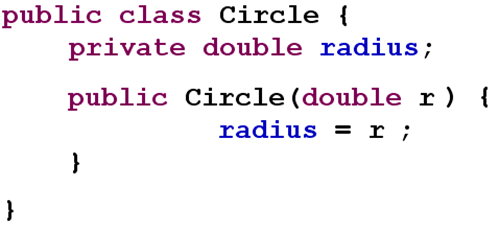 public class Circle {
private double radius;
public Circle(double r ) {
radius = r ;
}
}